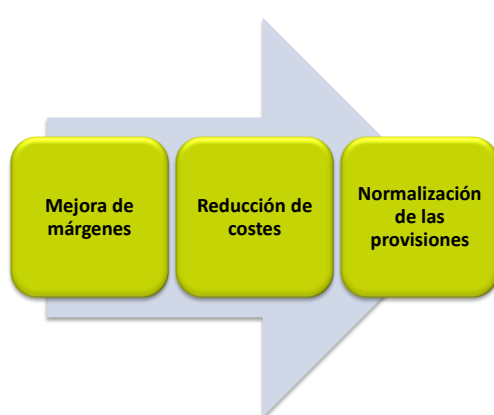 Mejora de
márgenes
Reducción de
costes
Normalización
de las
provisiones